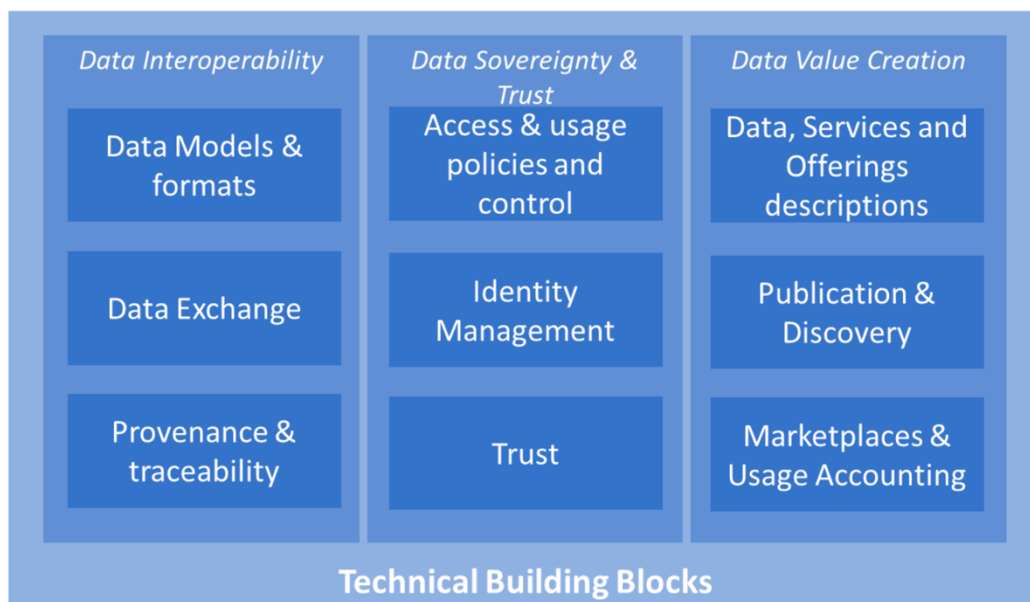 Data Interoperability
Data Models &
formats
Data Exchange
Provenance &
traceability
Data Sovereignty &
Trust
Access & usage
policies and
control
Identity
Management
Trust
Data Value Creation
Data, Services and
Offerings
descriptions
Publication &
Discovery
Marketplaces &
Usage Accounting
Technical Building Blocks